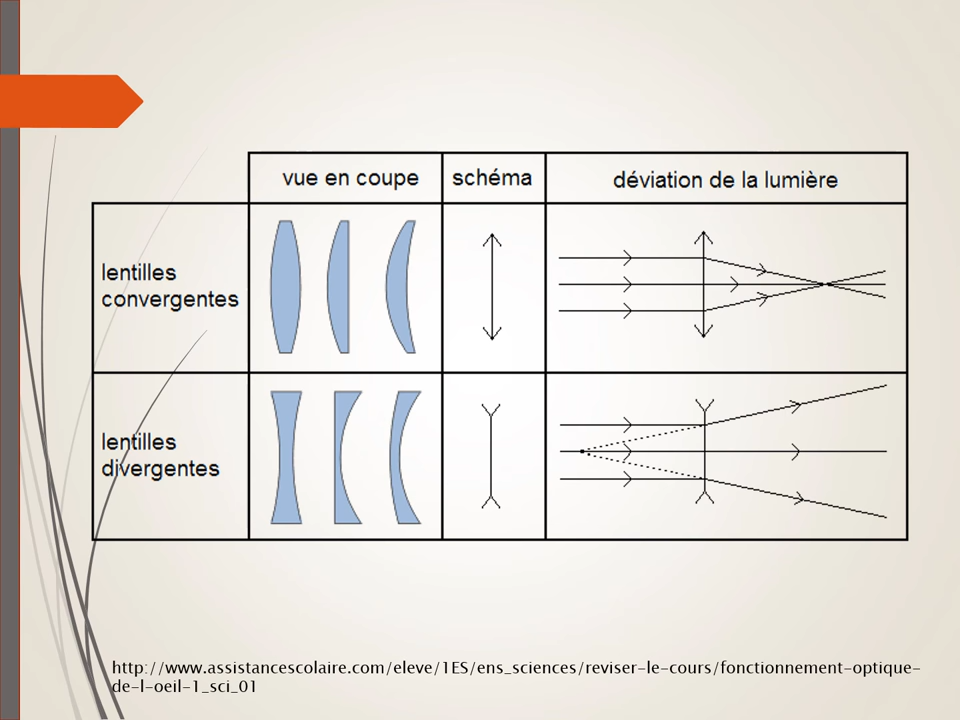 vue en coupe
schéma
déviation de la lumière
lentilles
convergentes
lentilles
divergentes
http://www.assistancescolaire.com/eleve/1ES/ens_sciences/reviser-le-cours/fonctionnement-optique-
de-l-oeil-1_sci_01